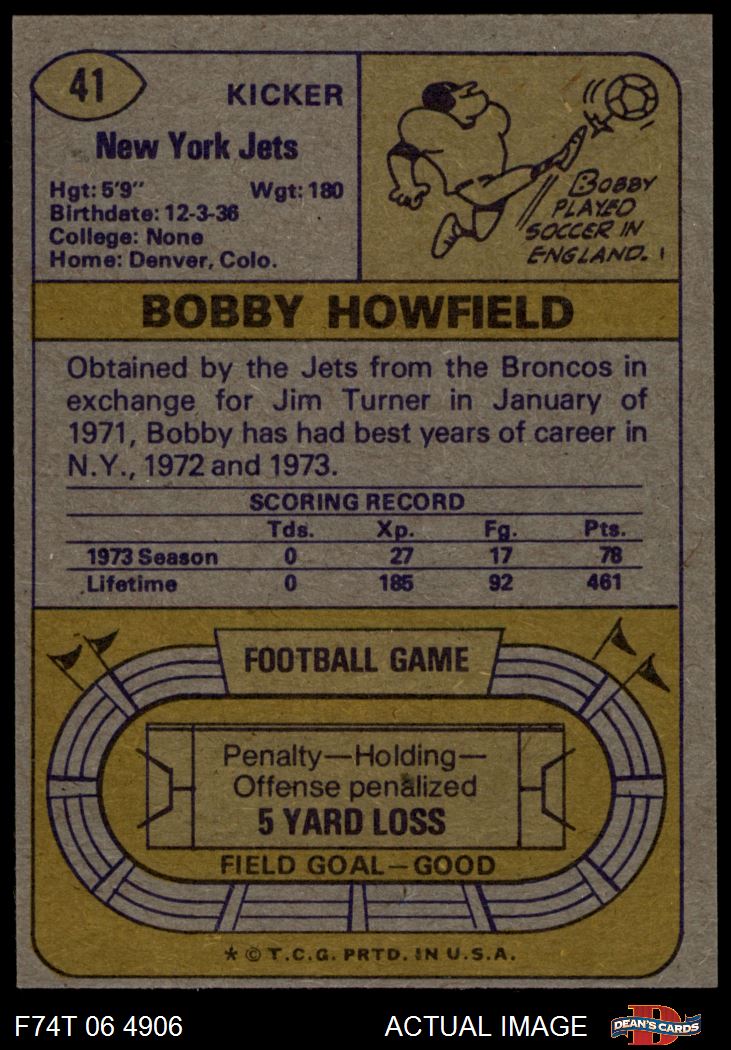 41
KICKER
New York Jets
Hgt: 5'9" Wgt: 180
Birthdate: 12-3-36
College: None
Home: Denver, Colo.
BOBBY
PLAYED
SOCCER IN
ENGLAND.
BOBBY HOWFIELD
Obtained by the Jets from the Broncos in
exchange for Jim Turner in January of
1971, Bobby has had best years of career in
N.Y., 1972 and 1973.
SCORING RECORD
Tds. Xp. Fg. Pts.
1973 Season 0 27 17 78
Lifetime 0 185 92 461
FOOTBALL GAME
Penalty—Holding—
Offense penalized
5 YARD LOSS
FIELD GOAL—GOOD
* © T.C.G. PRTD. IN U.S.A.
F74T 06 4906 ACTUAL IMAGE
D
DEAN'S CARDS